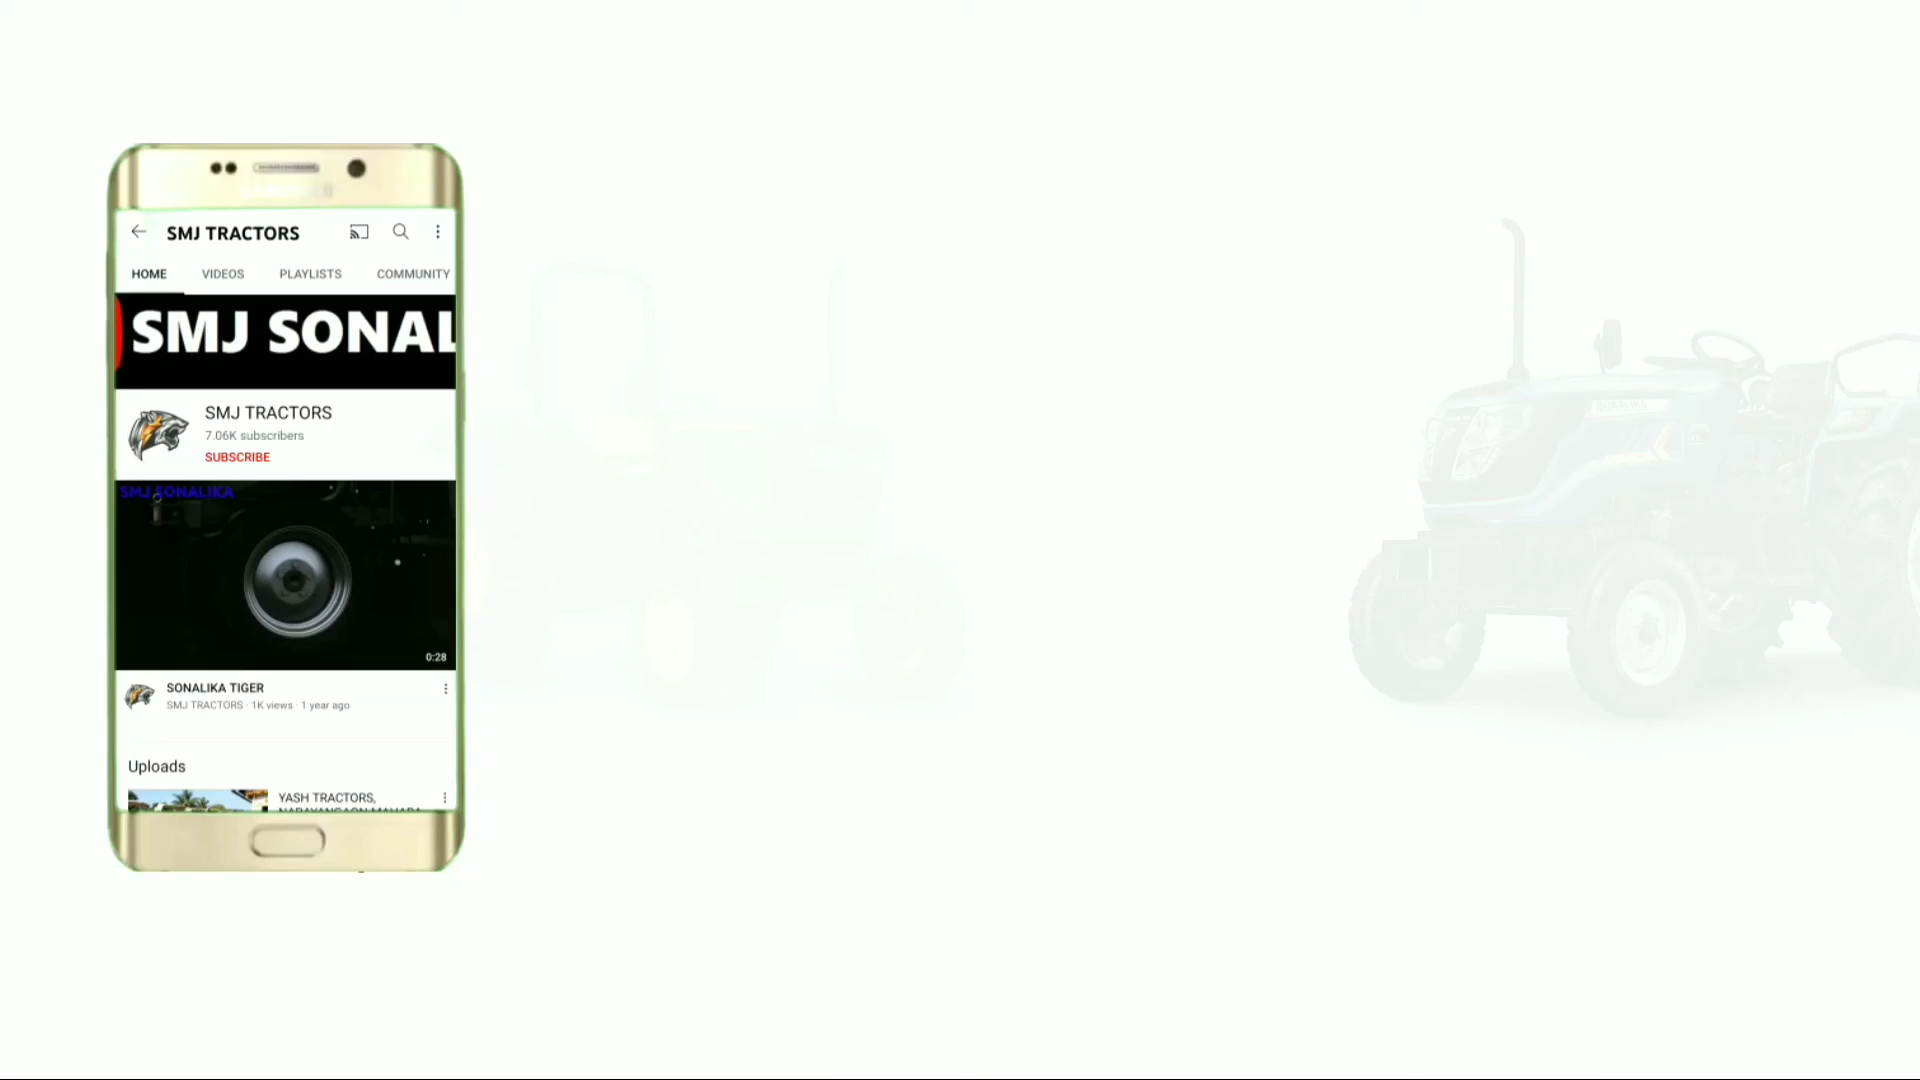 SMJ TRACTORS
HOME VIDEOS PLAYLISTS COMMUNITY
SMJ SONAL
SMJ TRACTORS
7.06K subscribers
SUBSCRIBE
SMJ SONALIKA
0:28
SONALIKA TIGER
SMJ TRACTORS · 1K views · 1 year ago
Uploads
YASH TRACTORS,